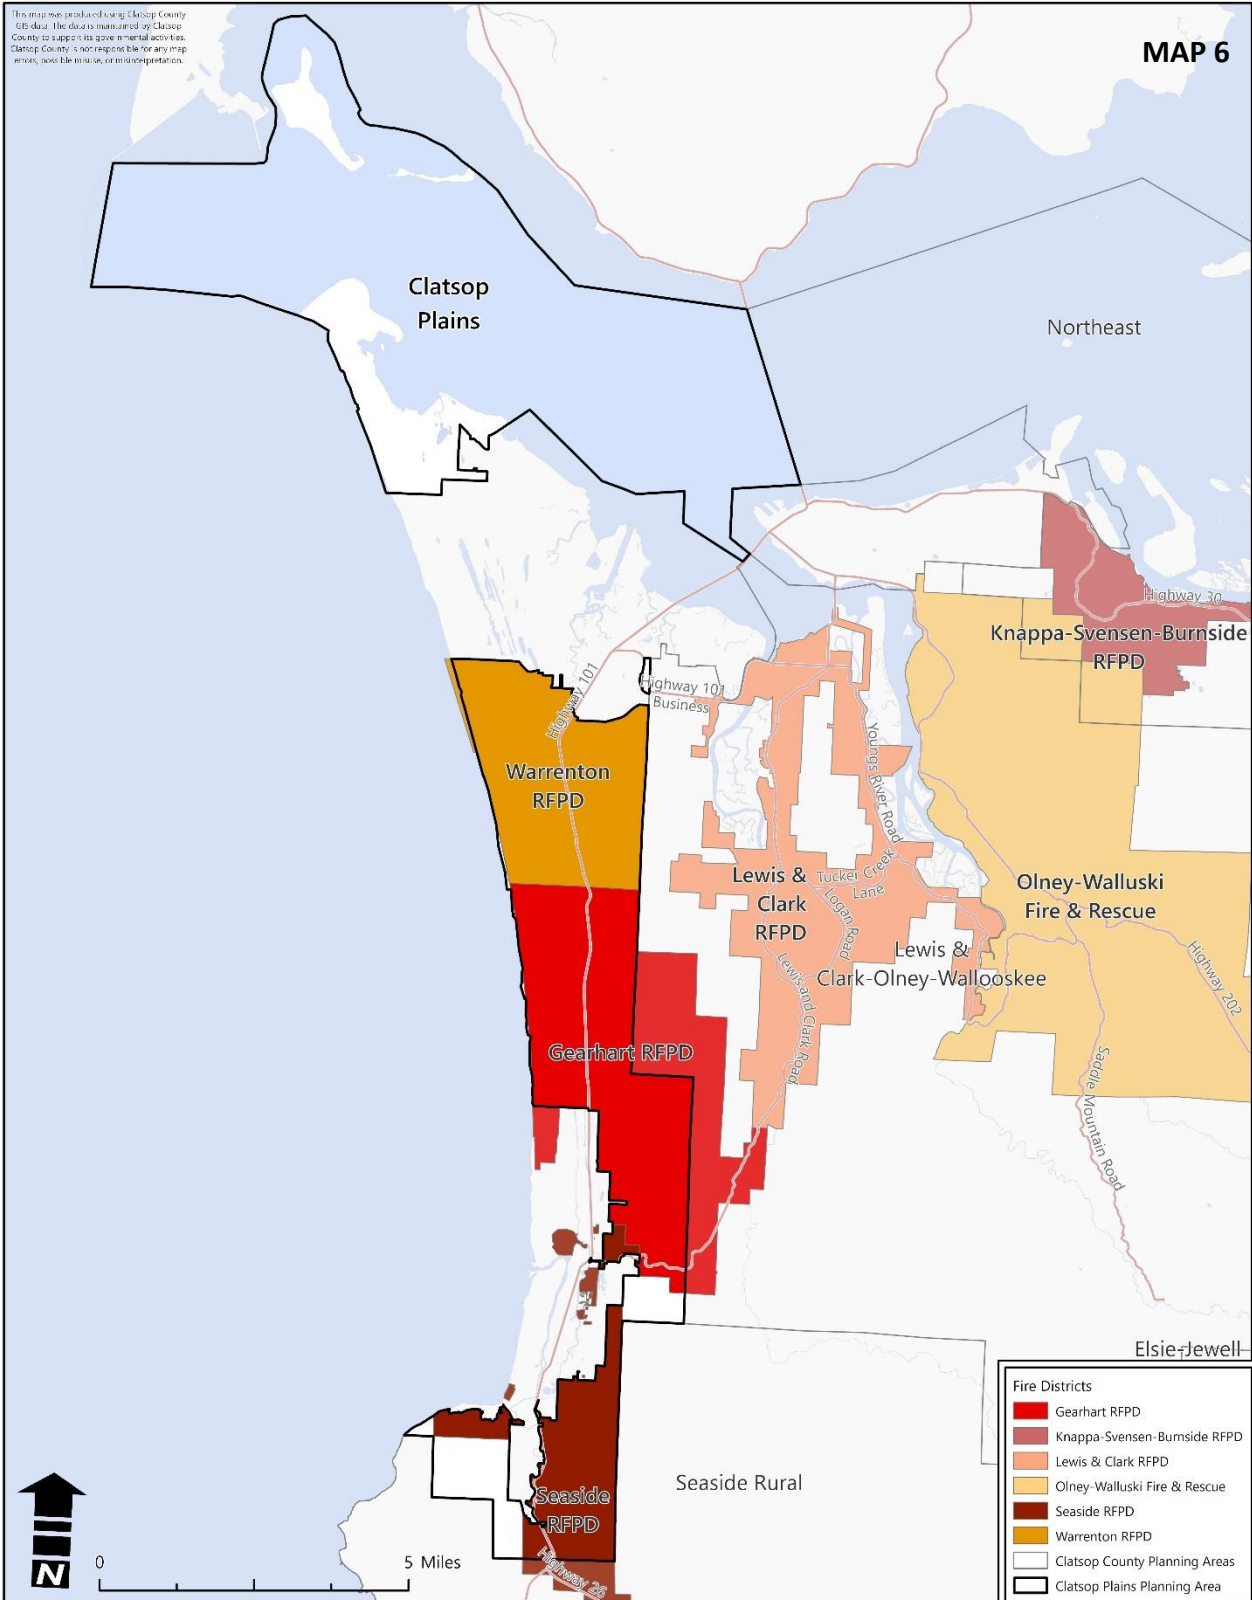 This map was produced using Clatsop County
GIS data. The data is maintained by Clatsop
County to support its governmental activities.
Clatsop County is not responsible for any map
errors, possible misuse, or misinterpretation.
MAP 6
Clatsop
Plains
Northeast
Highway 30
Knappa-Svensen-Burnside
RFPD
Highway 101
Highway 101
Business
Warrenton
RFPD
Youngs River Road
Lewis &
Clark
RFPD
Tucker Creek
Lane
Logan Road
Olney-Walluski
Fire & Rescue
Lewis &
Clark-Olney-Wallooskee
Highway 202
Lewis and Clark Road
Gearhart RFPD
Saddle Mountain Road
Elsie-Jewell
Seaside Rural
Seaside
RFPD
Highway 26
Fire Districts
Gearhart RFPD
Knappa-Svensen-Burnside RFPD
Lewis & Clark RFPD
Olney-Walluski Fire & Rescue
Seaside RFPD
Warrenton RFPD
Clatsop County Planning Areas
Clatsop Plains Planning Area
N
0 5 Miles